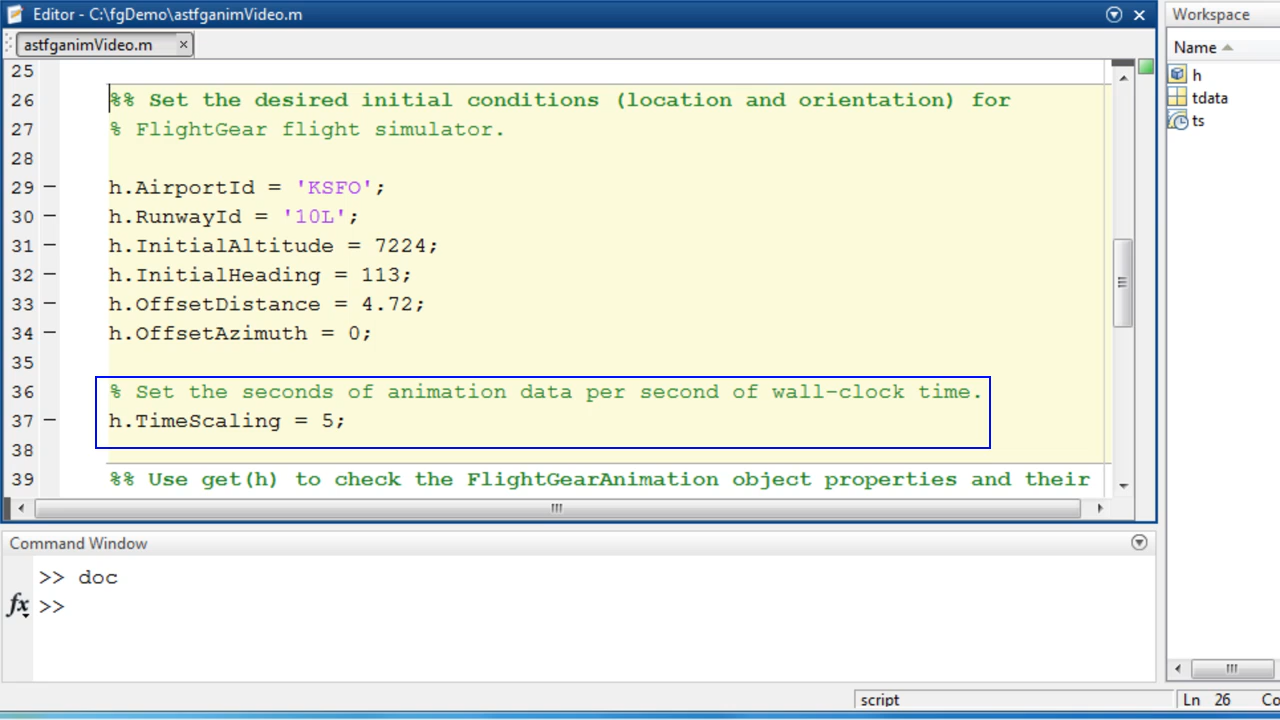 Editor - C:\fgDemo\astfganimVideo.m
astfganimVideo.m
25
26 %% Set the desired initial conditions (location and orientation) for
27 % FlightGear flight simulator.
28
29 h.AirportId = 'KSFO';
30 h.RunwayId = '10L';
31 h.InitialAltitude = 7224;
32 h.InitialHeading = 113;
33 h.OffsetDistance = 4.72;
34 h.OffsetAzimuth = 0;
35
36 % Set the seconds of animation data per second of wall-clock time.
37 h.TimeScaling = 5;
38
39 %% Use get(h) to check the FlightGearAnimation object properties and their
Command Window
>> doc
fx >>
Workspace
Name
h
tdata
ts
script
Ln 26 Co